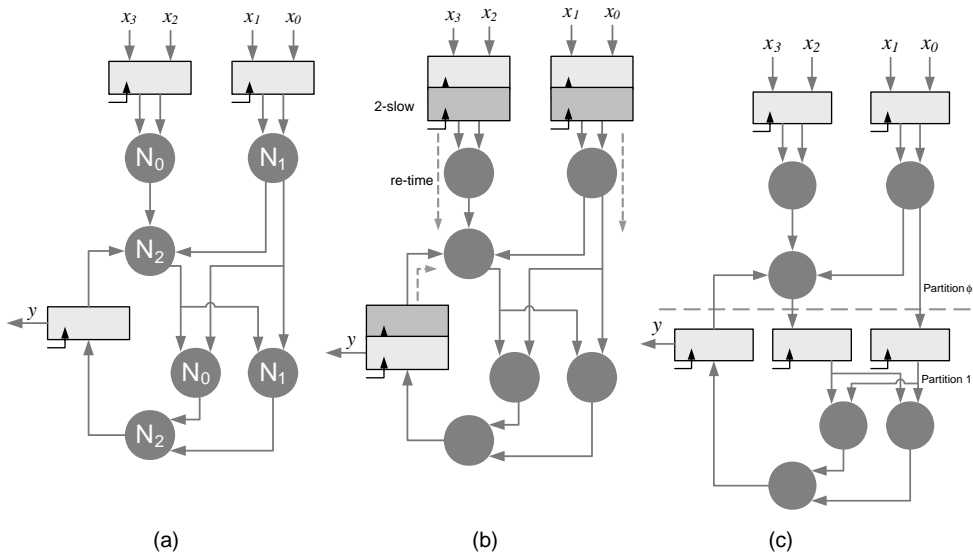 x3 x2 x1 x0
N0 N1
N2
y
N0 N1
N2
(a)
x3 x2 x1 x0
2-slow
re-time
y
(b)
x3 x2 x1 x0
Partition ϕ
y
Partition 1
(c)